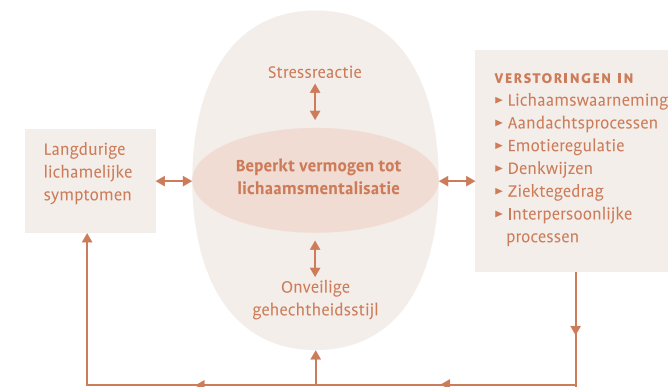 Stressreactie
Langdurige
lichamelijke
symptomen
Beperkt vermogen tot
lichaamsmentalisatie
Onveilige
gehechtheidsstijl
VERSTORINGEN IN
► Lichaamswaarneming
► Aandachtsprocessen
► Emotieregulatie
► Denkwijzen
► Ziektegedrag
► Interpersoonlijke
processen